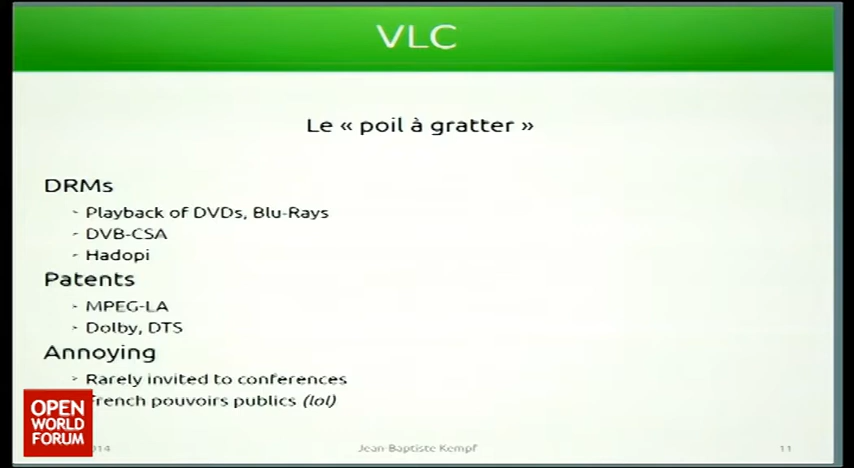 VLC
Le « poil à gratter »
DRMs
Playback of DVDs, Blu-Rays
DVB-CSA
Hadopi
Patents
MPEG-LA
Dolby, DTS
Annoying
Rarely invited to conferences
French pouvoirs publics (lol)
OPEN
WORLD
FORUM
014
Jean-Baptiste Kempf
11